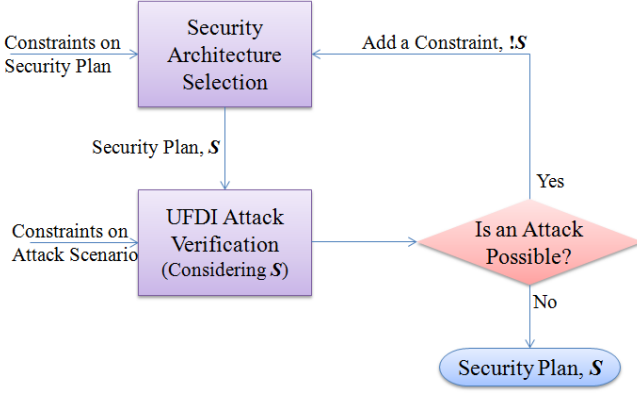 Constraints on
Security Plan
Security
Architecture
Selection
Add a Constraint, !S
Security Plan, S
Constraints on
Attack Scenario
UFDI Attack
Verification
(Considering S)
Is an Attack
Possible?
Yes
No
Security Plan, S